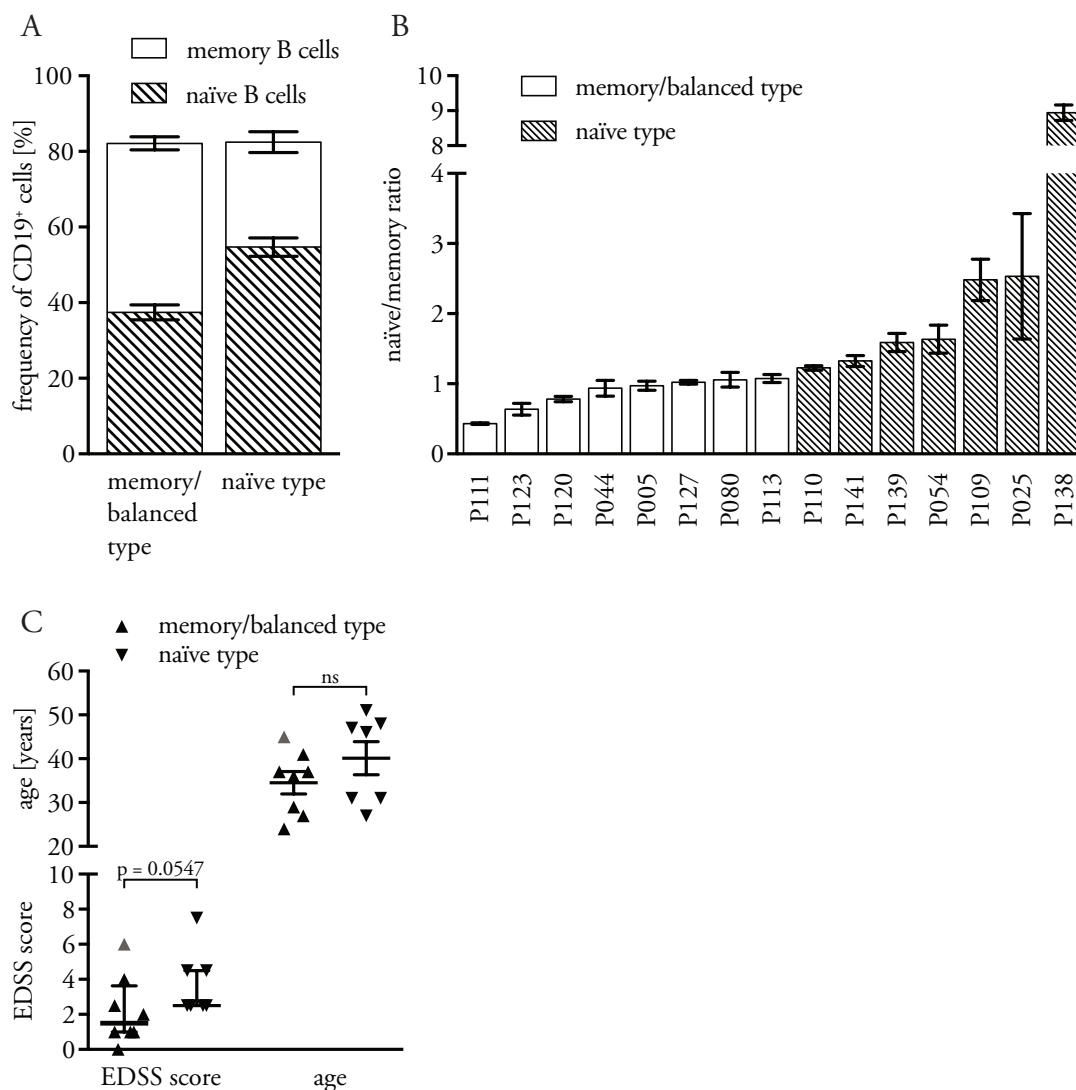 A
memory B cells
naïve B cells
frequency of CD19+ cells [%]
100
80
60
40
20
0
memory/
balanced
type
naïve type
B
memory/balanced type
naïve type
naïve/memory ratio
10
9
8
4
3
2
1
0
P111
P123
P120
P044
P005
P127
P080
P113
P110
P141
P139
P054
P109
P025
P138
C
memory/balanced type
naïve type
age [years]
60
50
40
30
20
ns
EDSS score
10
8
6
4
2
0
p = 0.0547
EDSS score
age